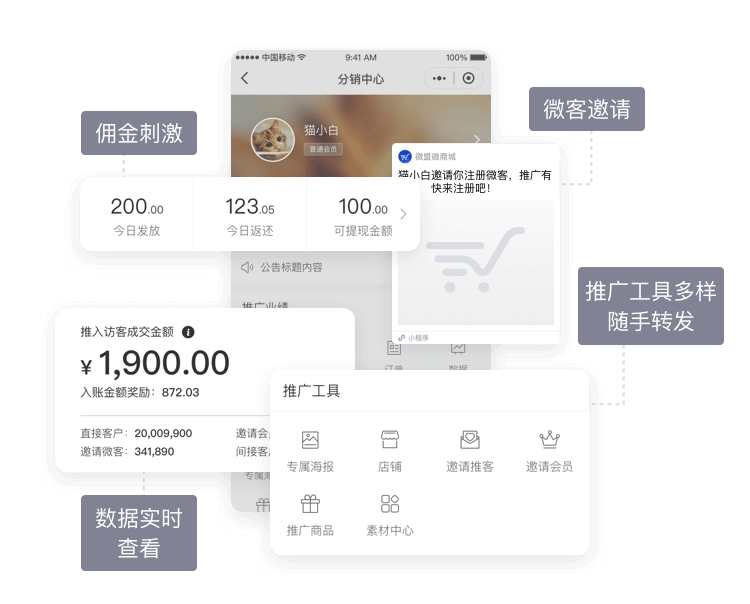 中国移动
9:41 AM
100%
分销中心
微客邀请
佣金刺激
猫小白
普通会员
微盟微商城
猫小白邀请你注册微客，推广有
快来注册吧！
200.00
今日发放
123.05
今日返还
100.00
可提现金额
公告标题内容
推广业绩
推广工具多样
随手转发
小程序
推入访客成交金额
¥1,900.00
入账金额奖励：872.03
订单
数据
直接客户：20,009,900
邀请微客：341,890
邀请会
间接客
推广工具
专属海报
店铺
邀请推客
邀请会员
推广商品
素材中心
专属海
数据实时
查看